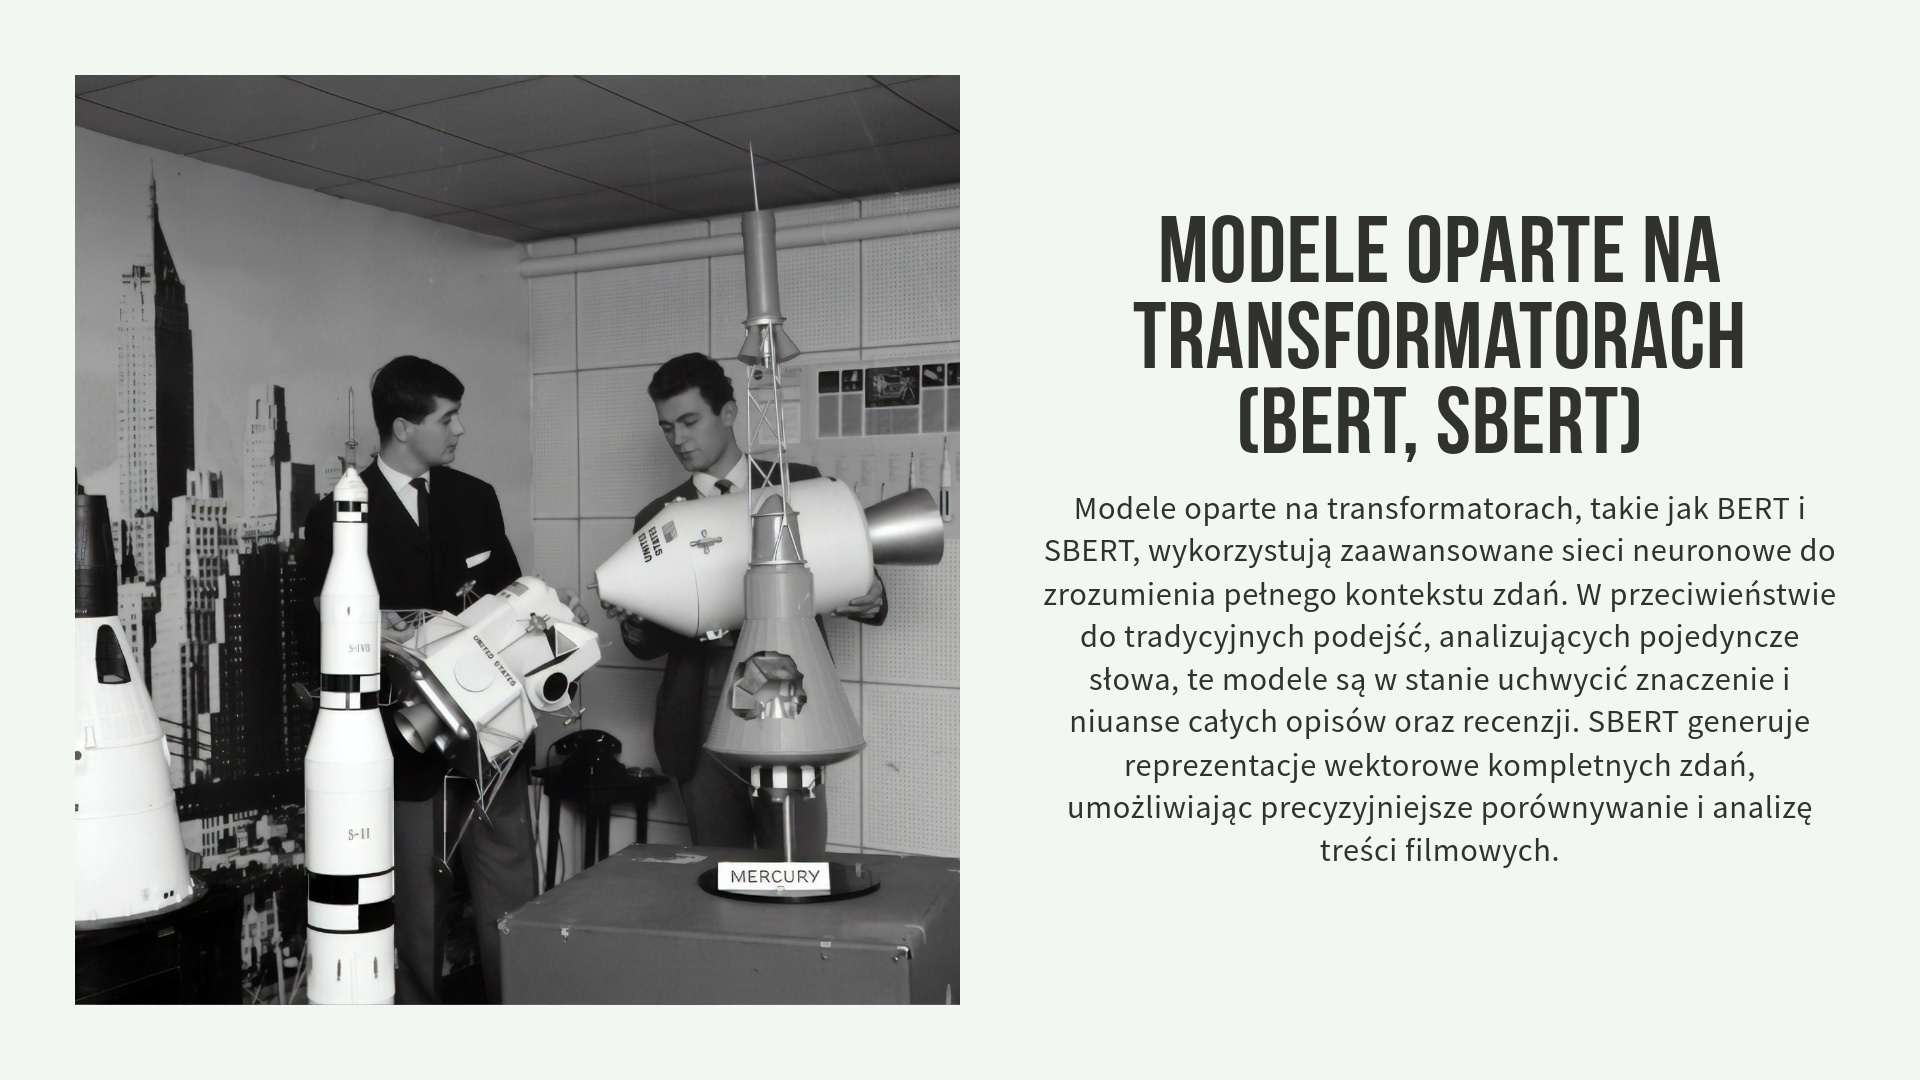 MODELE OPARTE NA
TRANSFORMATORACH
(BERT, SBERT)
Modele oparte na transformatorach, takie jak BERT i
SBERT, wykorzystują zaawansowane sieci neuronowe do
zrozumienia pełnego kontekstu zdań. W przeciwieństwie
do tradycyjnych podejść, analizujących pojedyncze
słowa, te modele są w stanie uchwycić znaczenie i
niuanse całych opisów oraz recenzji. SBERT generuje
reprezentacje wektorowe kompletnych zdań,
umożliwiając precyzyjniejsze porównywanie i analizę
treści filmowych.
UNITED
STATES
UNITED STATES
S-IVB
S-II
MERCURY